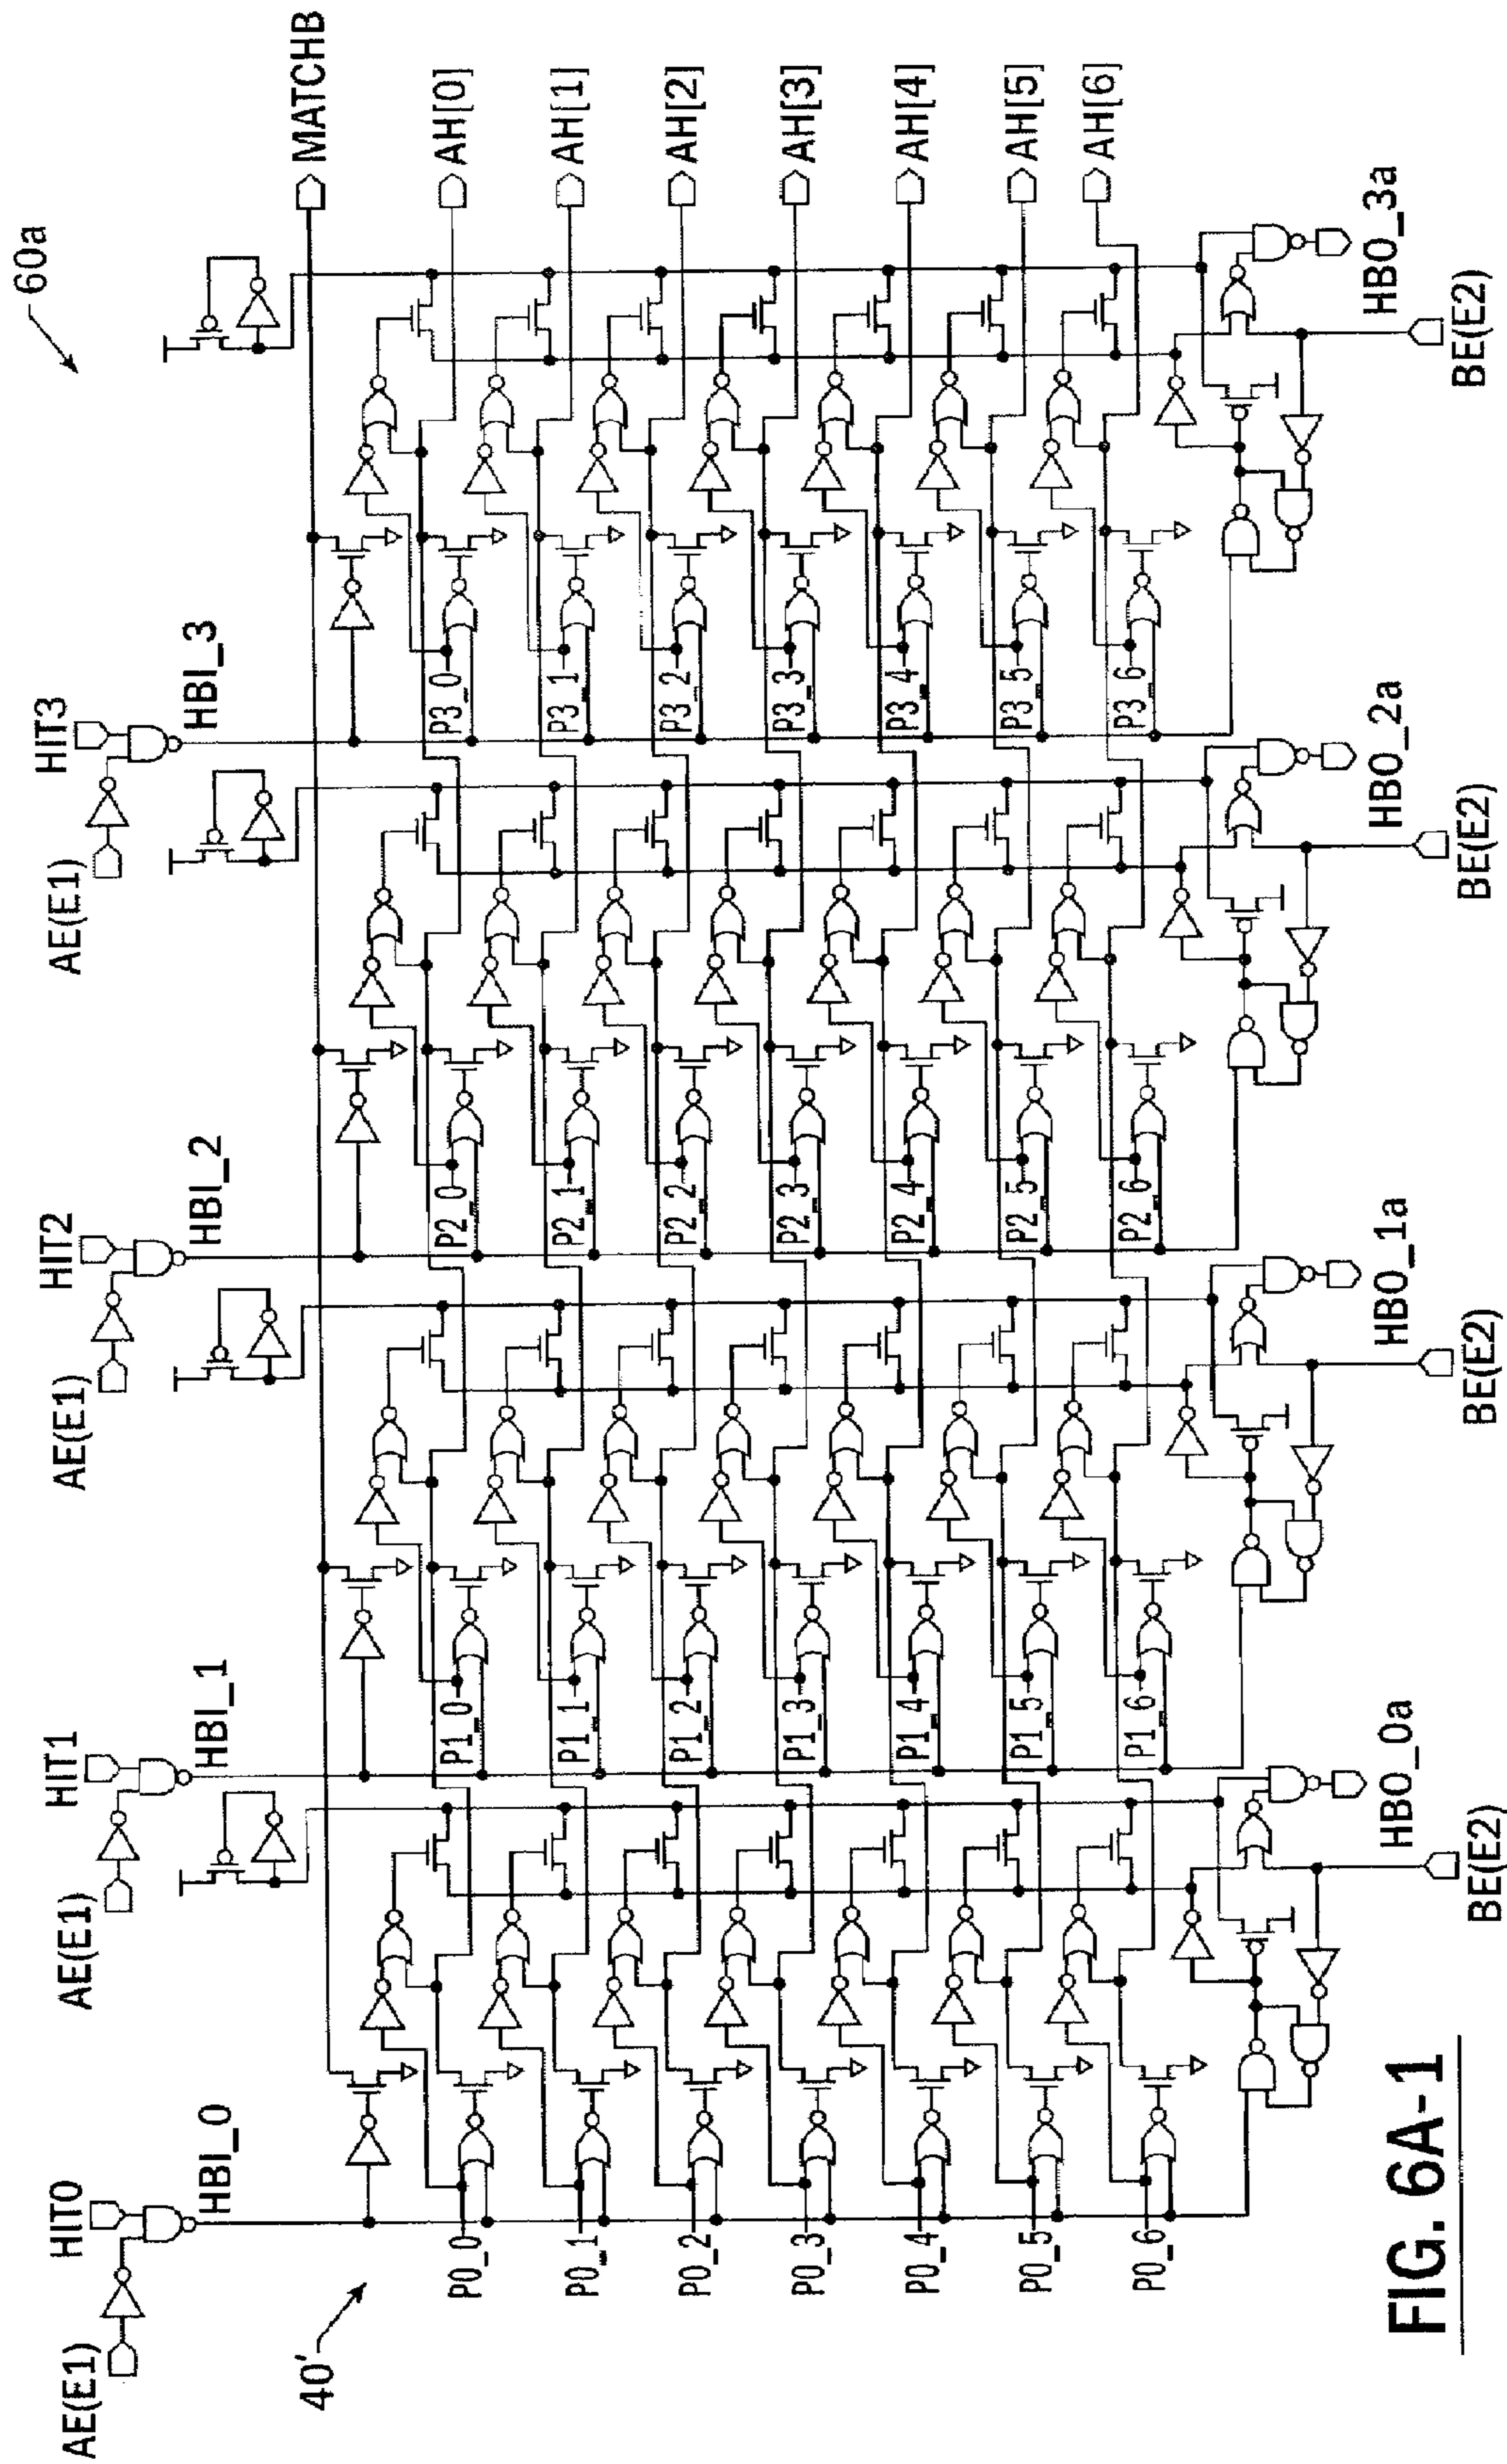 60a
HIT0
HIT1
HIT2
HIT3
AE(E1)
AE(E1)
AE(E1)
AE(E1)
HBI_0
HBI_1
HBI_2
HBI_3
MATCHB
40'
P0_0
P1_0
P2_0
P3_0
AH[0]
P0_1
P1_1
P2_1
P3_1
AH[1]
P0_2
P1_2
P2_2
P3_2
AH[2]
P0_3
P1_3
P2_3
P3_3
AH[3]
P0_4
P1_4
P2_4
P3_4
AH[4]
P0_5
P1_5
P2_5
P3_5
AH[5]
P0_6
P1_6
P2_6
P3_6
AH[6]
HBO_0a
HBO_1a
HBO_2a
HBO_3a
BE(E2)
BE(E2)
BE(E2)
BE(E2)
FIG. 6A-1